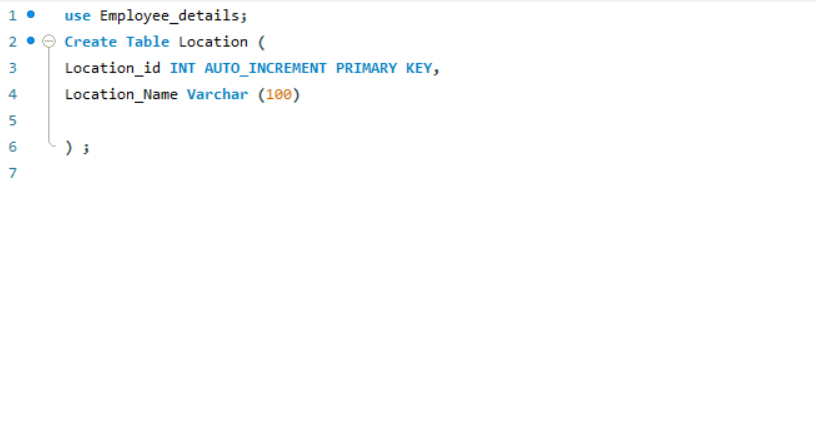 1 use Employee_details;
2 Create Table Location (
3 Location_id INT AUTO_INCREMENT PRIMARY KEY,
4 Location_Name Varchar (100)
5
6 ) ;
7